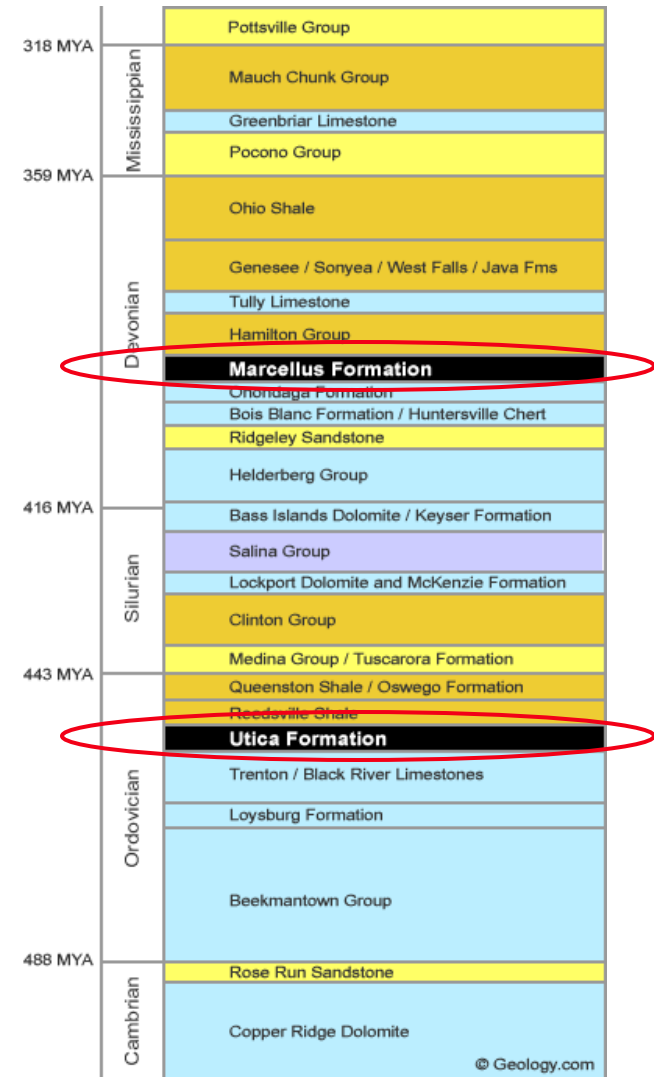 Pottsville Group
318 MYA
Mississippian
Mauch Chunk Group
Greenbriar Limestone
Pocono Group
359 MYA
Devonian
Ohio Shale
Genesee / Sonyea / West Falls / Java Fms
Tully Limestone
Hamilton Group
Marcellus Formation
Onondaga Formation
Bois Blanc Formation / Huntersville Chert
Ridgeley Sandstone
Helderberg Group
416 MYA
Silurian
Bass Islands Dolomite / Keyser Formation
Salina Group
Lockport Dolomite and McKenzie Formation
Clinton Group
Medina Group / Tuscarora Formation
443 MYA
Ordovician
Queenston Shale / Oswego Formation
Reedsville Shale
Utica Formation
Trenton / Black River Limestones
Loysburg Formation
Beekmantown Group
488 MYA
Cambrian
Rose Run Sandstone
Copper Ridge Dolomite
© Geology.com